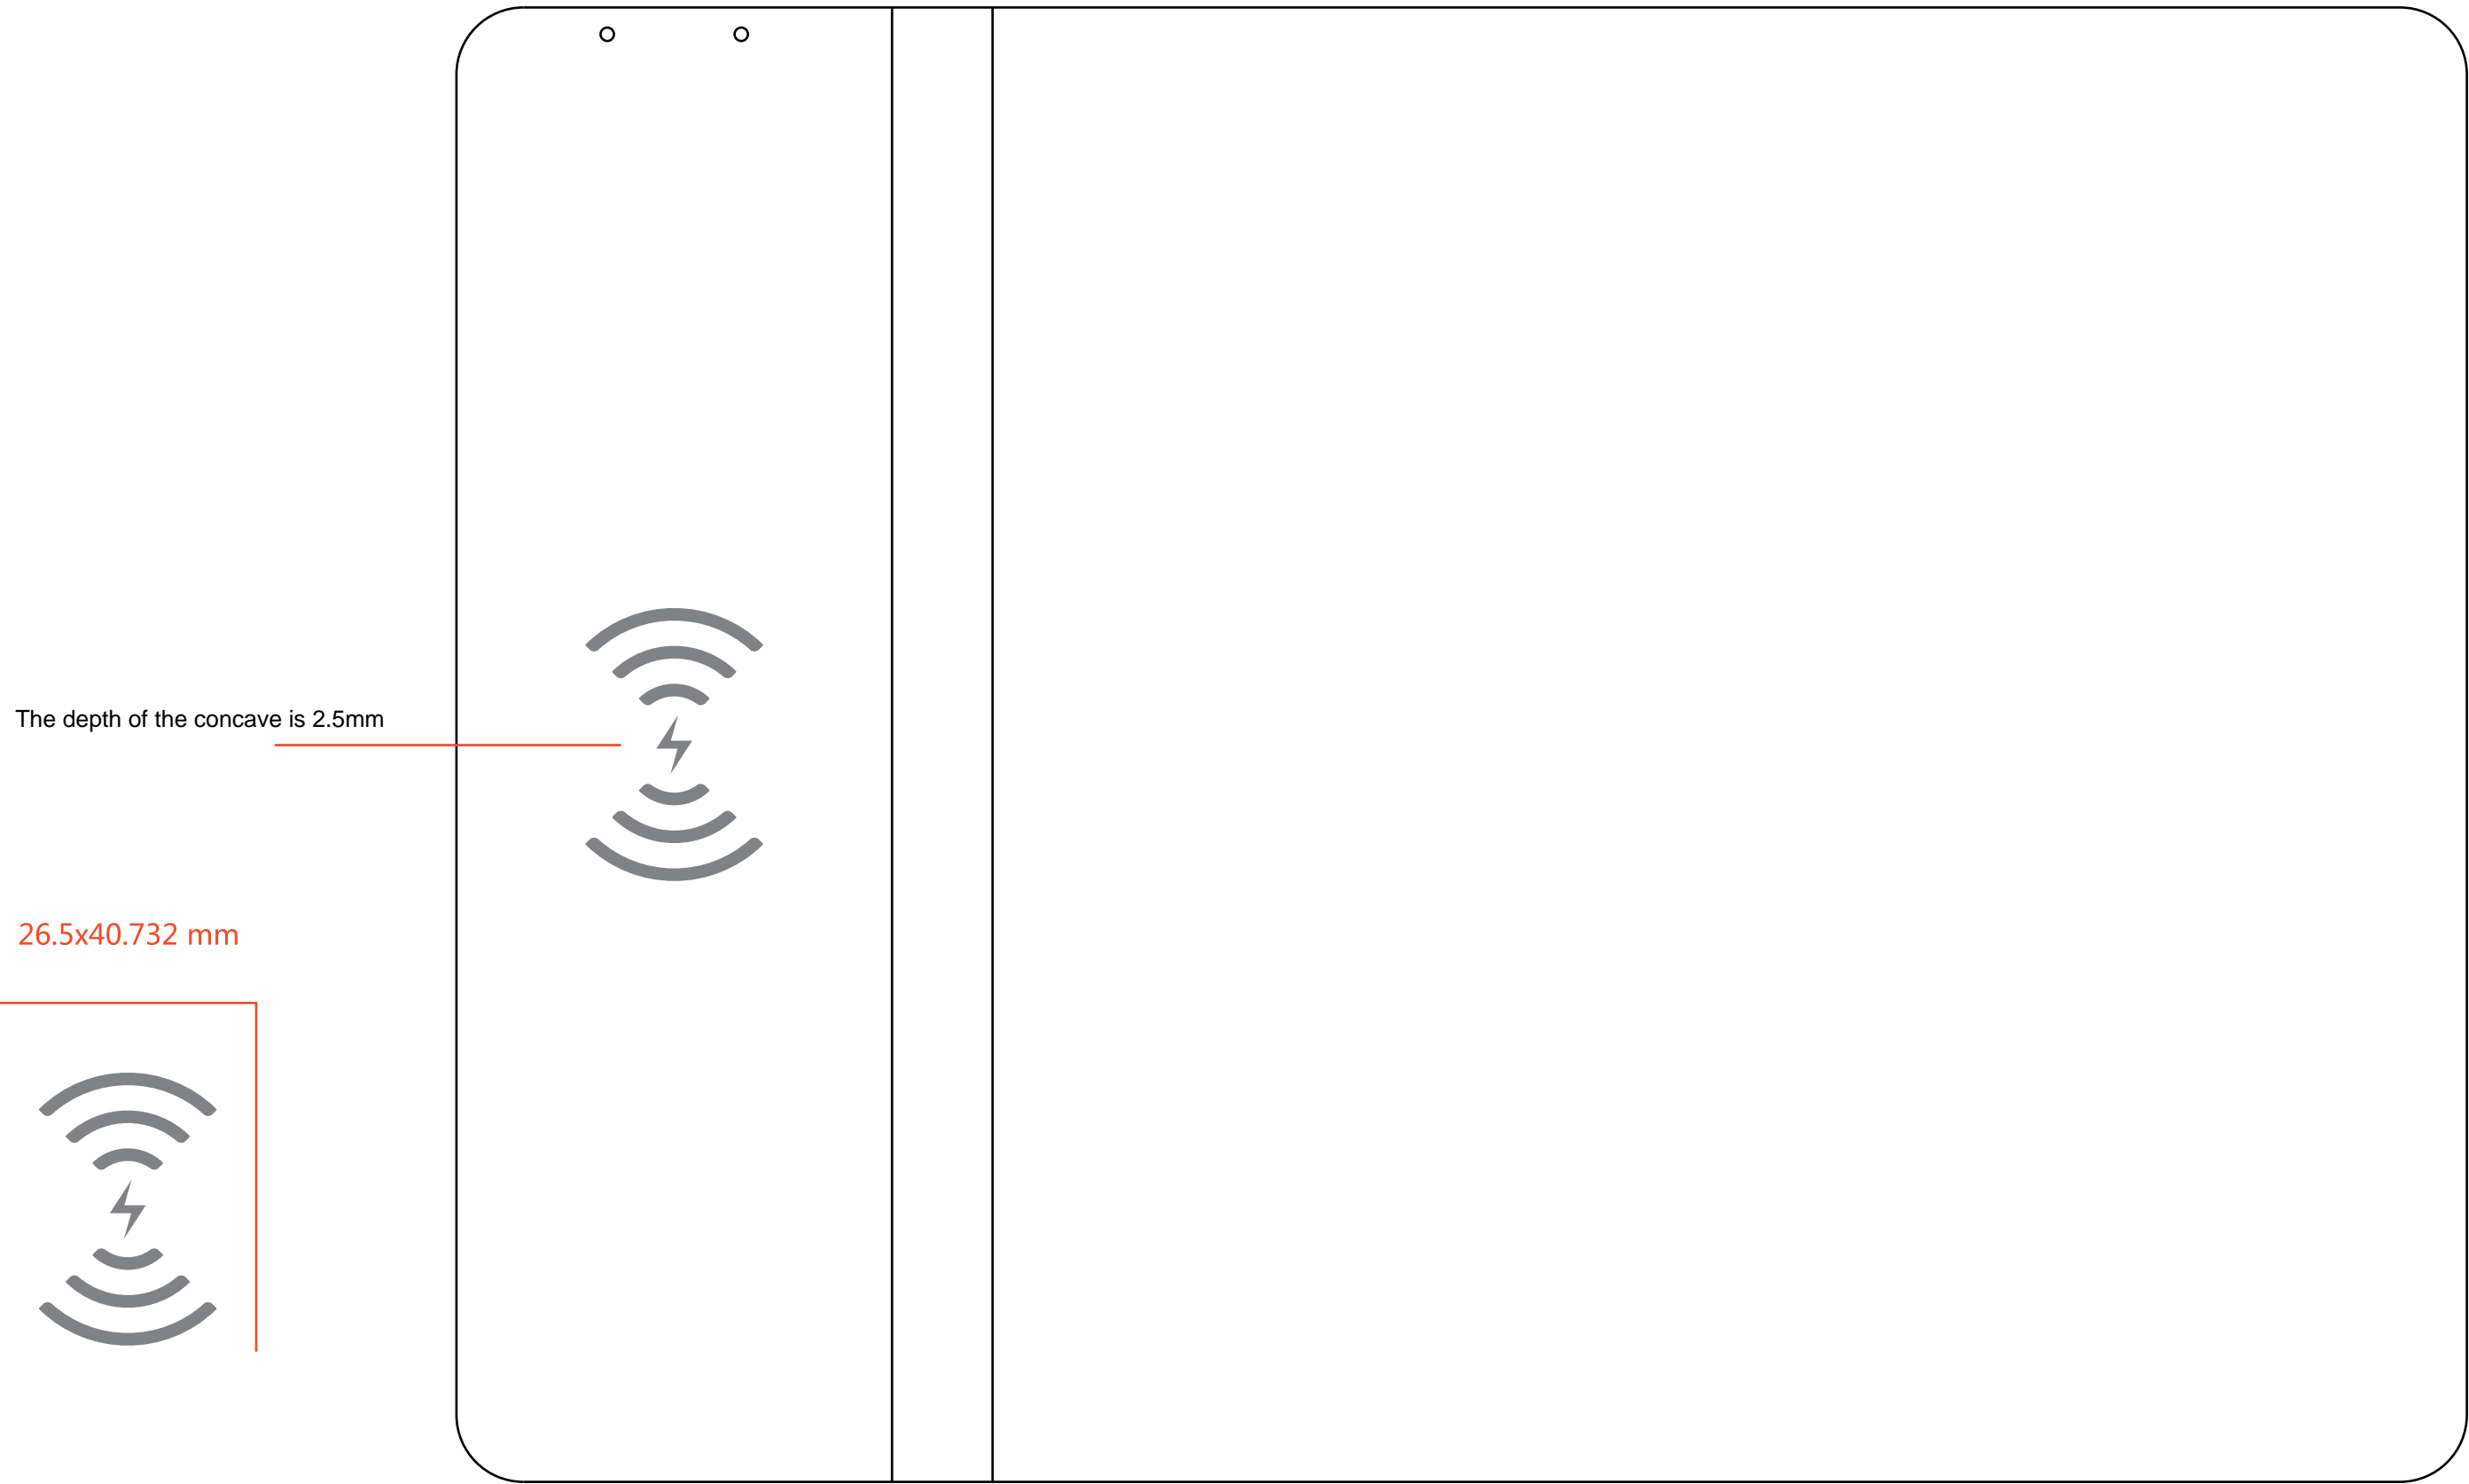 The depth of the concave is 2.5mm
26.5x40.732 mm